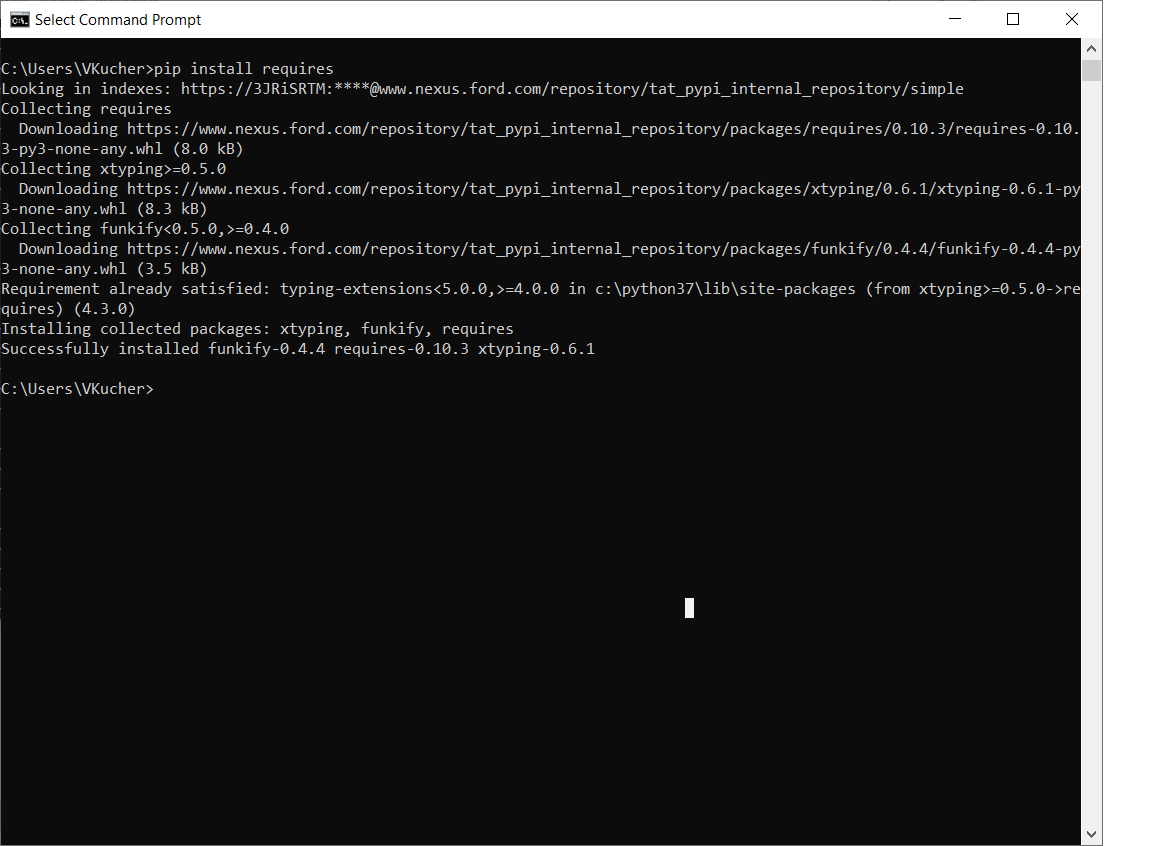 Select Command Prompt
C:\Users\VKucher>pip install requires
Looking in indexes: https://3JRiSRTM:****@www.nexus.ford.com/repository/tat_pypi_internal_repository/simple
Collecting requires
  Downloading https://www.nexus.ford.com/repository/tat_pypi_internal_repository/packages/requires/0.10.3/requires-0.10.
3-py3-none-any.whl (8.0 kB)
Collecting xtyping>=0.5.0
  Downloading https://www.nexus.ford.com/repository/tat_pypi_internal_repository/packages/xtyping/0.6.1/xtyping-0.6.1-py
3-none-any.whl (8.3 kB)
Collecting funkify<0.5.0,>=0.4.0
  Downloading https://www.nexus.ford.com/repository/tat_pypi_internal_repository/packages/funkify/0.4.4/funkify-0.4.4-py
3-none-any.whl (3.5 kB)
Requirement already satisfied: typing-extensions<5.0.0,>=4.0.0 in c:\python37\lib\site-packages (from xtyping>=0.5.0->re
quires) (4.3.0)
Installing collected packages: xtyping, funkify, requires
Successfully installed funkify-0.4.4 requires-0.10.3 xtyping-0.6.1
C:\Users\VKucher>